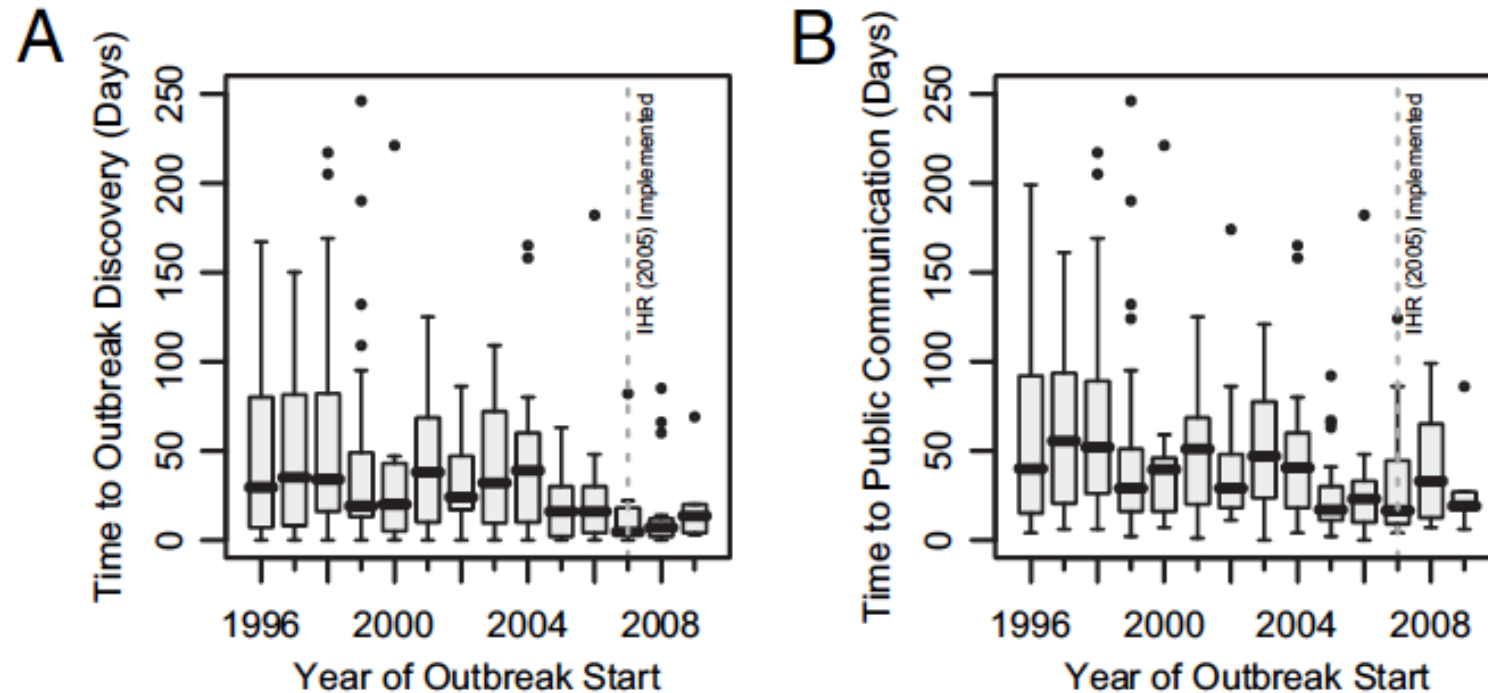 A
Time to Outbreak Discovery (Days)
250
200
150
100
50
0
IHR (2005) Implemented
1996 2000 2004 2008
Year of Outbreak Start
B
Time to Public Communication (Days)
250
200
150
100
50
0
IHR (2005) Implemented
1996 2000 2004 2008
Year of Outbreak Start